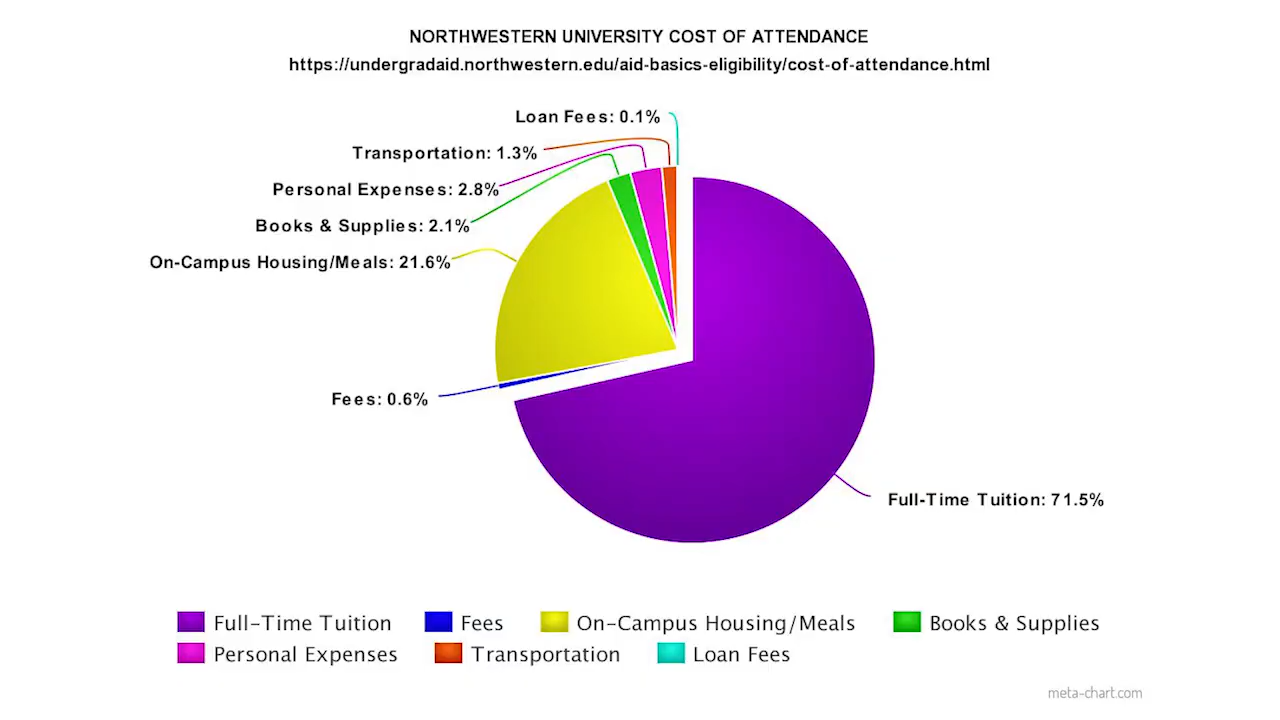 NORTHWESTERN UNIVERSITY COST OF ATTENDANCE
https://undergradaid.northwestern.edu/aid-basics-eligibility/cost-of-attendance.html
Loan Fees: 0.1%
Transportation: 1.3%
Personal Expenses: 2.8%
Books & Supplies: 2.1%
On-Campus Housing/Meals: 21.6%
Fees: 0.6%
Full-Time Tuition: 71.5%
Full-Time Tuition Fees On-Campus Housing/Meals Books & Supplies
Personal Expenses Transportation Loan Fees
meta-chart.com